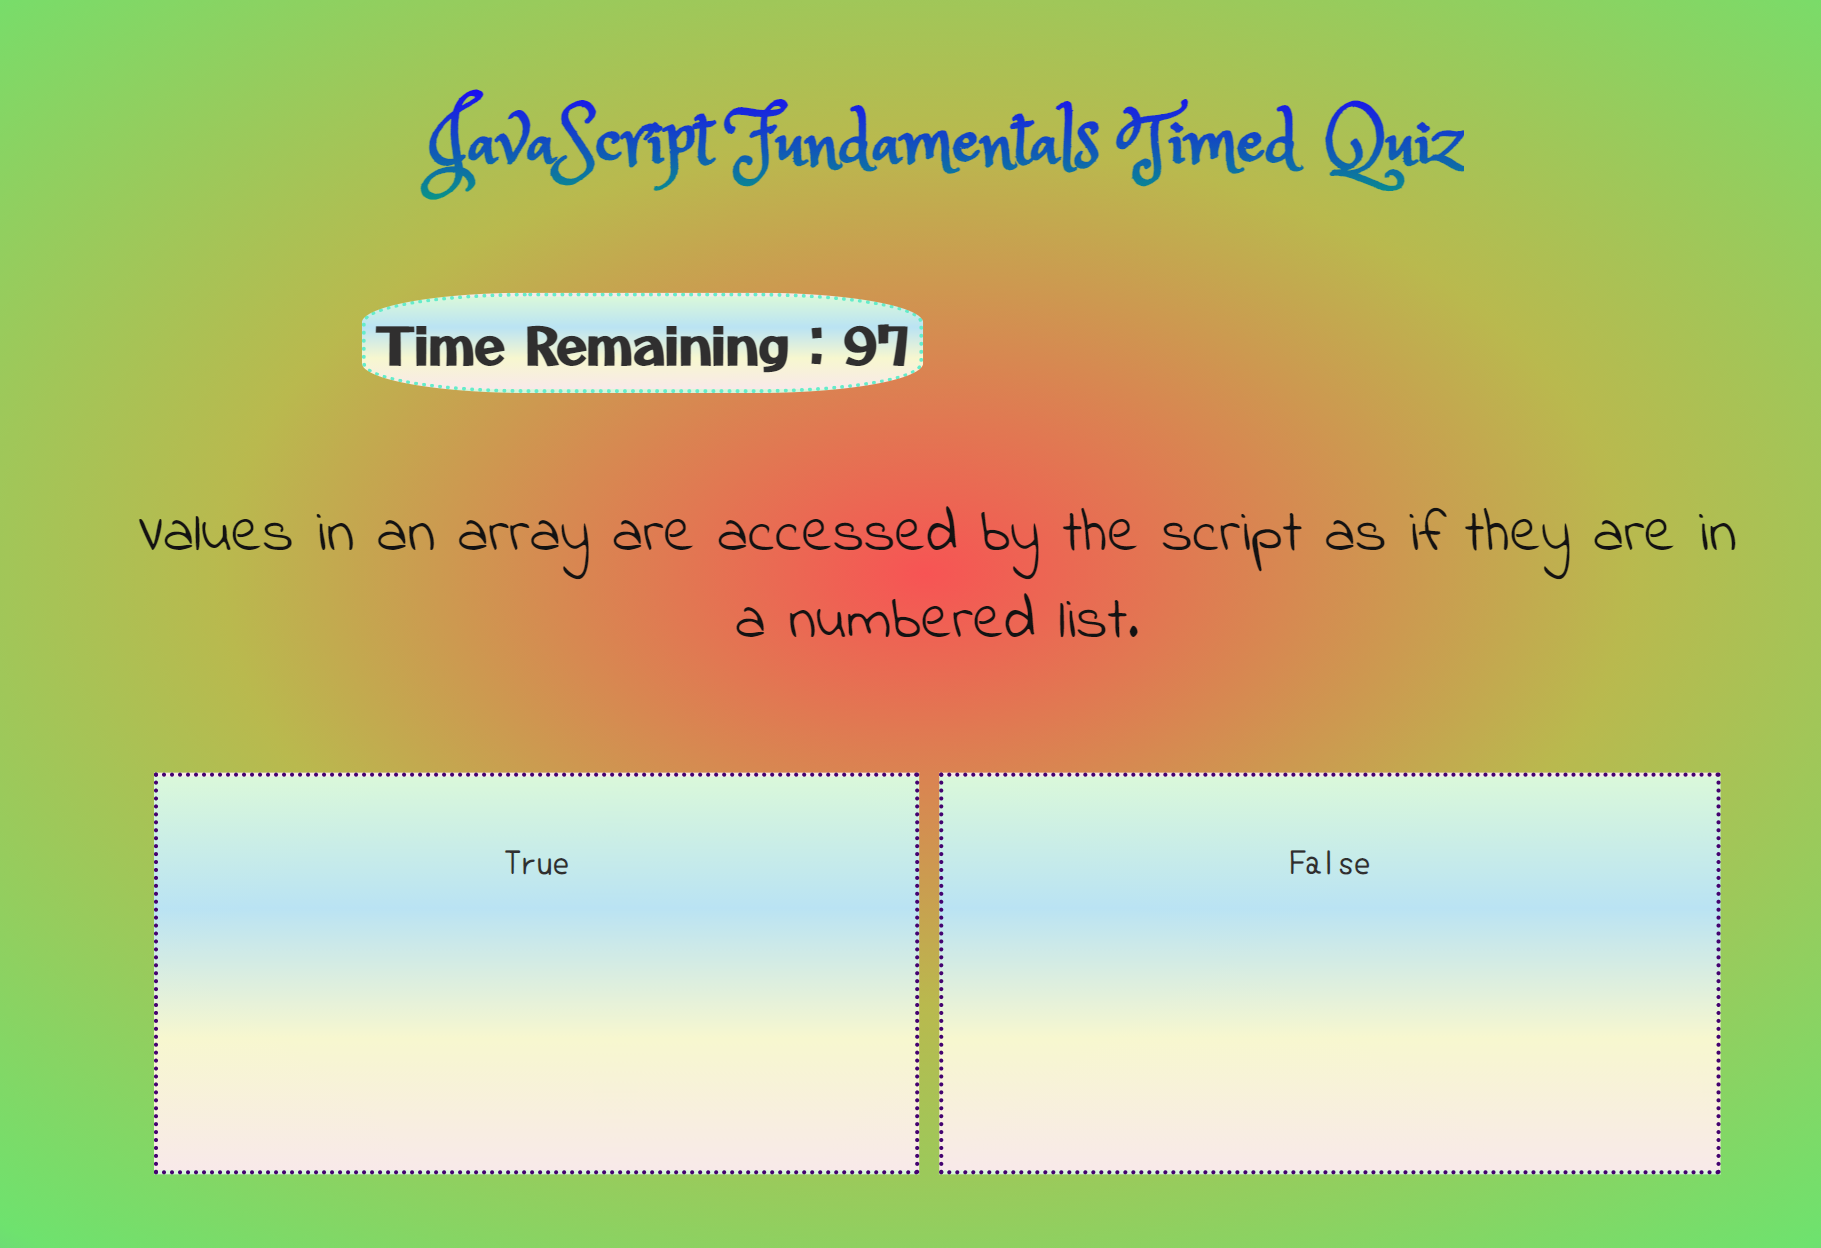 JavaScript Fundamentals Timed Quiz
Time Remaining : 97
Values in an array are accessed by the script as if they are in
a numbered list.
True
False